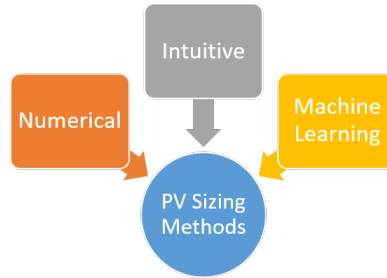 Intuitive
Numerical
Machine
Learning
PV Sizing
Methods